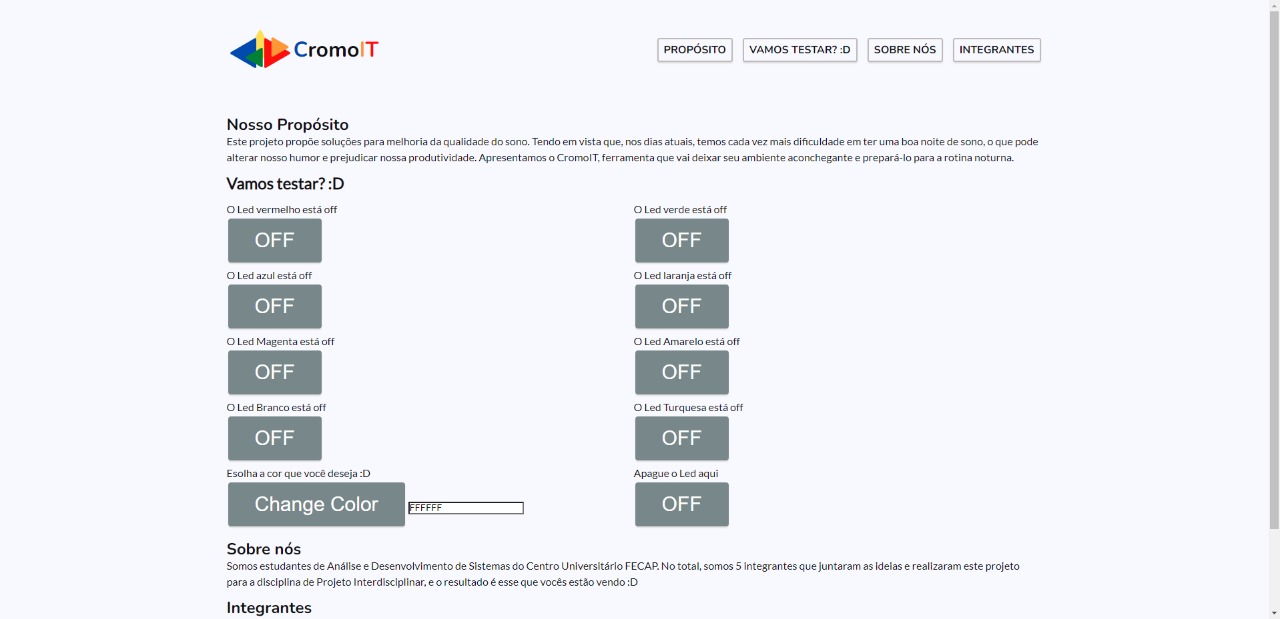 CromoIT
PROPÓSITO
VAMOS TESTAR? :D
SOBRE NÓS
INTEGRANTES
Nosso Propósito
Este projeto propõe soluções para melhoria da qualidade do sono. Tendo em vista que, nos dias atuais, temos cada vez mais dificuldade em ter uma boa noite de sono, o que pode
alterar nosso humor e prejudicar nossa produtividade. Apresentamos o CromoIT, ferramenta que vai deixar seu ambiente aconchegante e prepará-lo para a rotina noturna.
Vamos testar? :D
O Led vermelho está off
OFF
O Led verde está off
OFF
O Led azul está off
OFF
O Led laranja está off
OFF
O Led Magenta está off
OFF
O Led Amarelo está off
OFF
O Led Branco está off
OFF
O Led Turquesa está off
OFF
Esolha a cor que você deseja :D
Change Color
FFFFFF
Apague o Led aqui
OFF
Sobre nós
Somos estudantes de Análise e Desenvolvimento de Sistemas do Centro Universitário FECAP. No total, somos 5 integrantes que juntaram as ideias e realizaram este projeto
para a disciplina de Projeto Interdisciplinar, e o resultado é esse que vocês estão vendo :D
Integrantes